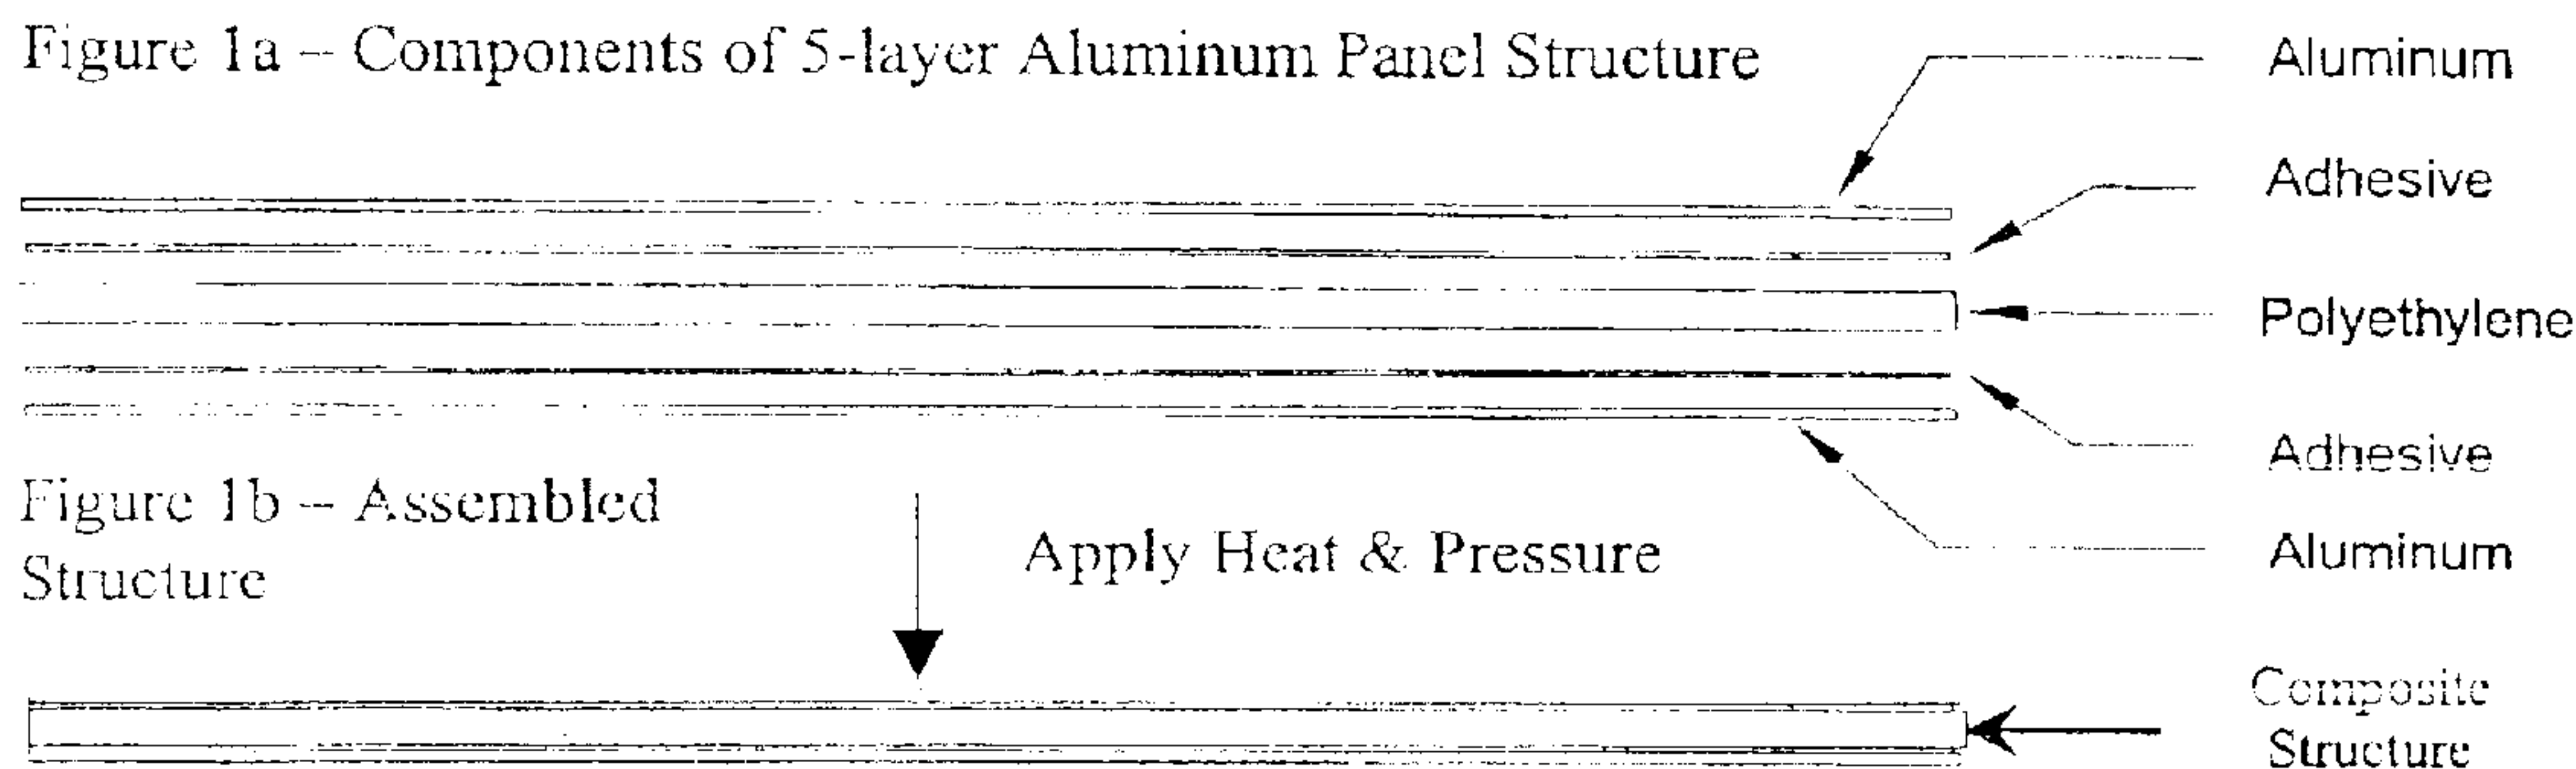 Figure 1a – Components of 5-layer Aluminum Panel Structure
Aluminum
Adhesive
Polyethylene
Adhesive
Aluminum
Figure 1b – Assembled
Structure
Apply Heat & Pressure
Composite
Structure